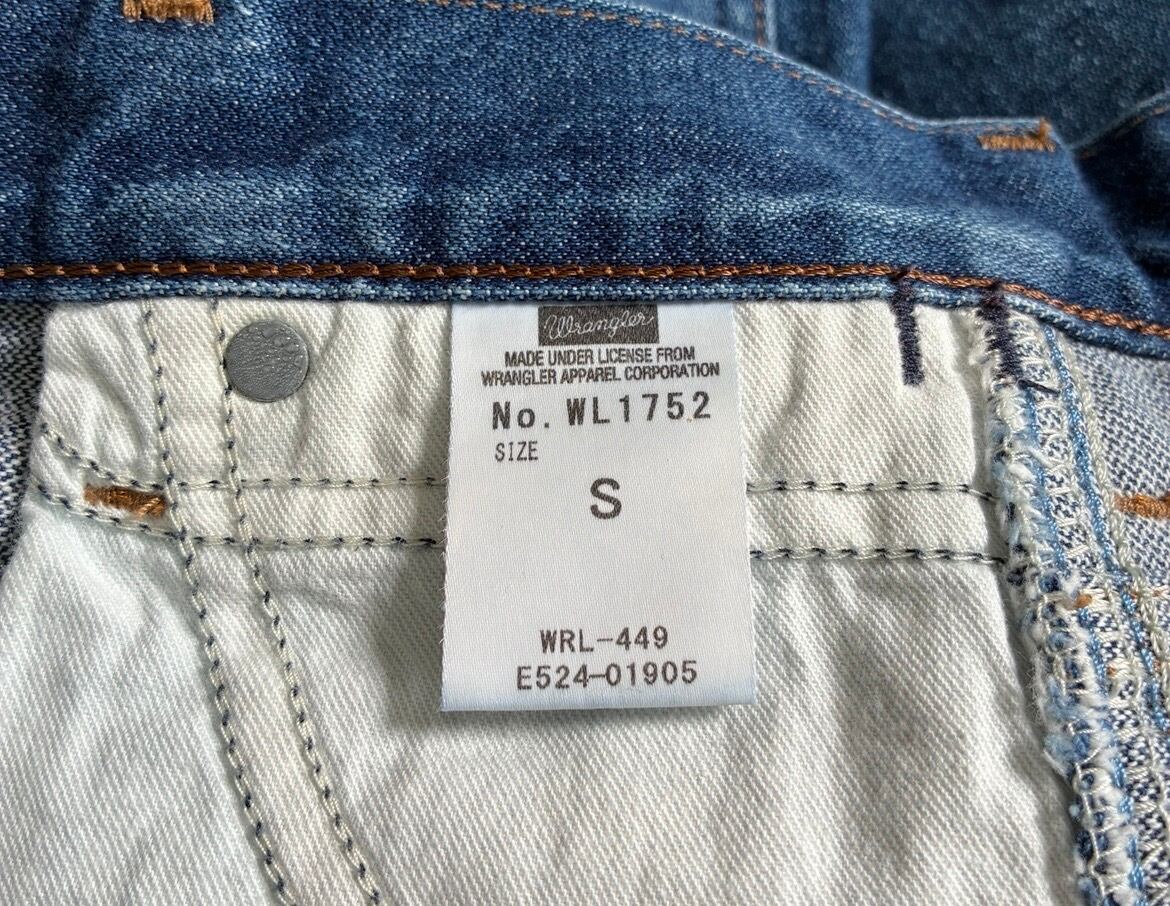 Wrangler
MADE UNDER LICENSE FROM
WRANGLER APPAREL CORPORATION
No. WL1752
SIZE
S
WRL-449
E524-01905